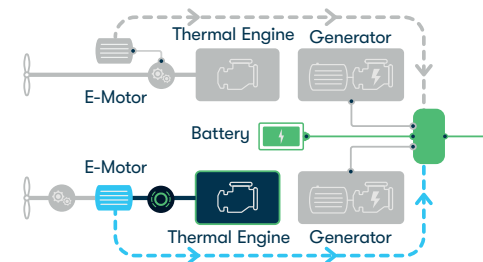 Thermal Engine
Generator
E-Motor
Battery
E-Motor
Thermal Engine
Generator